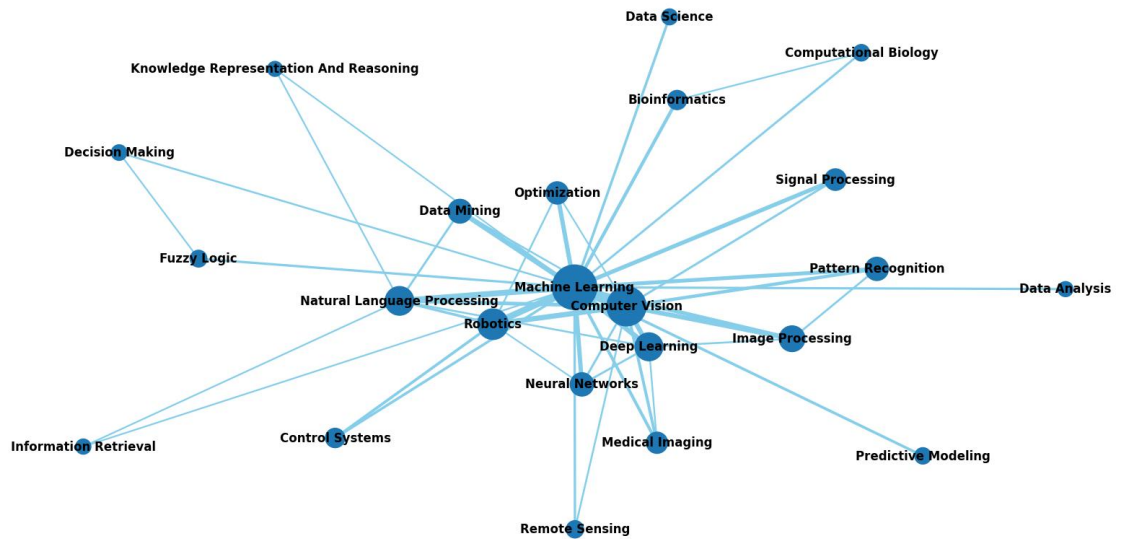 Data Science
Computational Biology
Knowledge Representation And Reasoning
Bioinformatics
Decision Making
Signal Processing
Optimization
Data Mining
Fuzzy Logic
Pattern Recognition
Machine Learning
Data Analysis
Natural Language Processing
Computer Vision
Robotics
Image Processing
Deep Learning
Neural Networks
Control Systems
Medical Imaging
Information Retrieval
Predictive Modeling
Remote Sensing